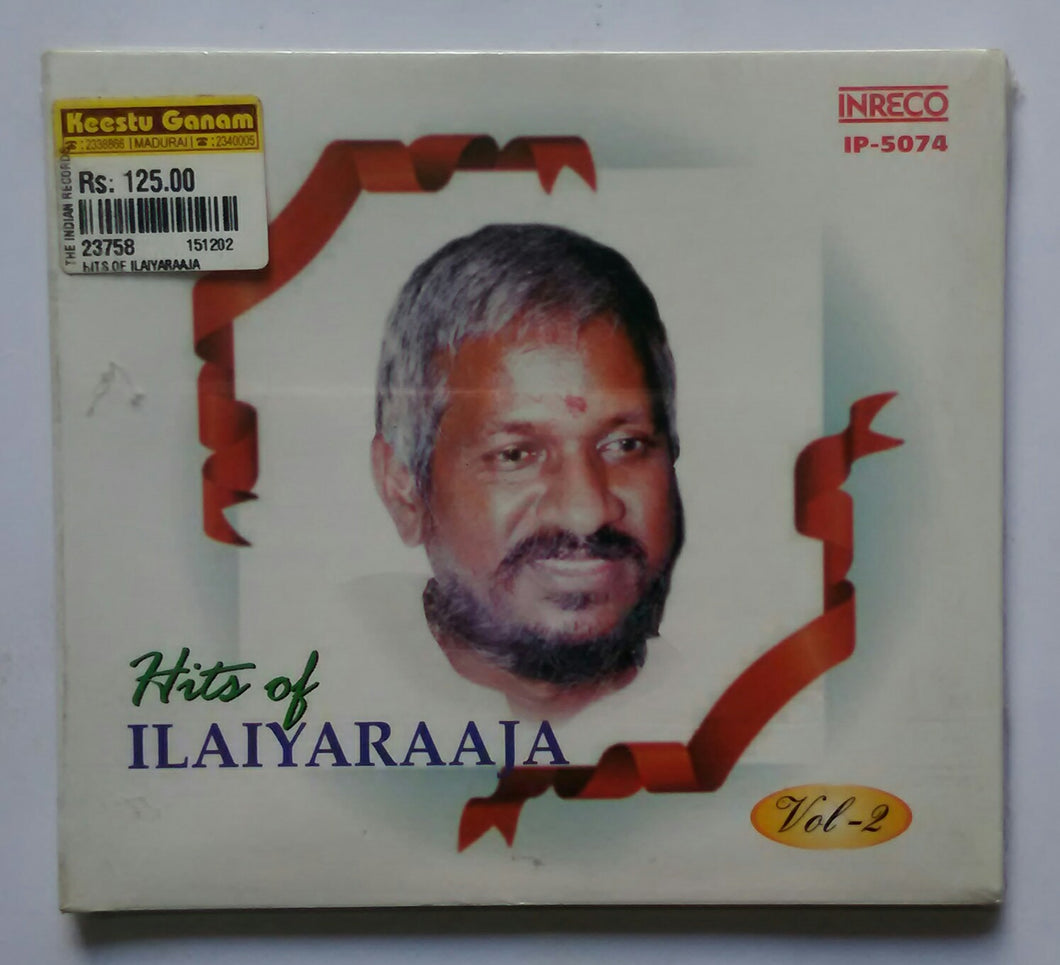 Keestu Ganam
☎:2338866 | MADURAI | ☎:2340005
THE INDIAN RECORD
Rs: 125.00
23758 151202
HITS OF ILAIYARAAJA
INRECO
IP-5074
Hits of
ILAIYARAAJA
Vol-2